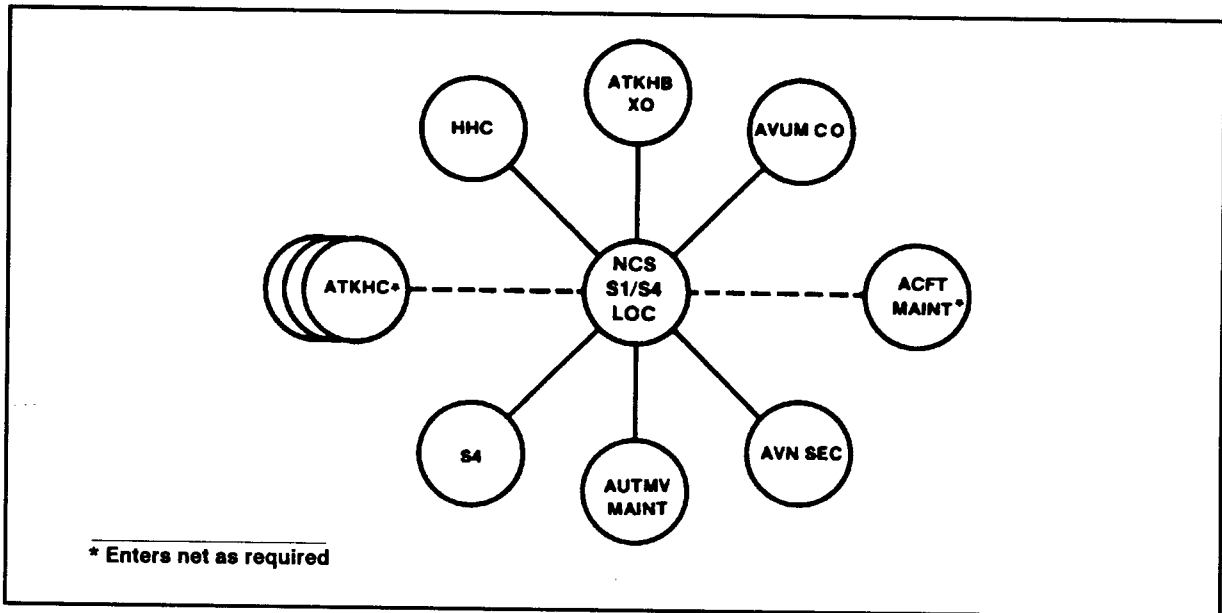 ATKHB
XO
HHC
AVUM CO
NCS
S1/S4
LOC
ATKHC*
ACFT
MAINT*
S4
AUTMV
MAINT
AVN SEC
* Enters net as required